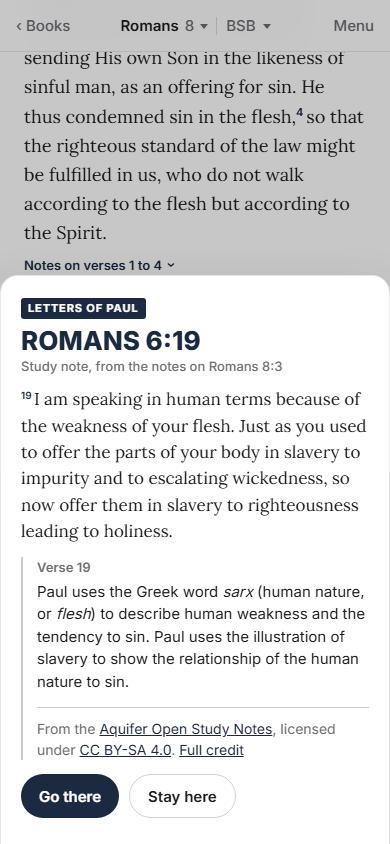 ‹ Books Romans 8 BSB Menu
sending His own Son in the likeness of
sinful man, as an offering for sin. He
thus condemned sin in the flesh,4 so that
the righteous standard of the law might
be fulfilled in us, who do not walk
according to the flesh but according to
the Spirit.
Notes on verses 1 to 4
LETTERS OF PAUL
ROMANS 6:19
Study note, from the notes on Romans 8:3
19 I am speaking in human terms because of
the weakness of your flesh. Just as you used
to offer the parts of your body in slavery to
impurity and to escalating wickedness, so
now offer them in slavery to righteousness
leading to holiness.
Verse 19
Paul uses the Greek word sarx (human nature,
or flesh) to describe human weakness and the
tendency to sin. Paul uses the illustration of
slavery to show the relationship of the human
nature to sin.
From the Aquifer Open Study Notes, licensed
under CC BY-SA 4.0. Full credit
Go there Stay here